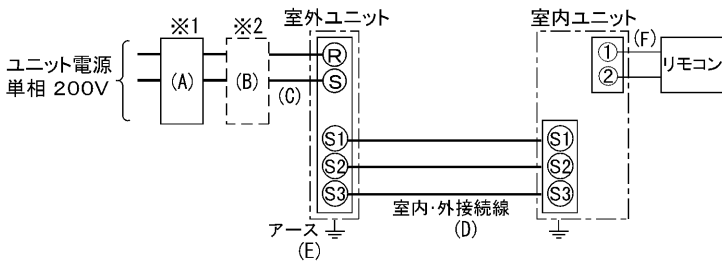 ※1
※2
室外ユニット
室内ユニット
ユニット電源
単相 200V
(A)
(B)
(C)
R
S
S1
S2
S3
室内・外接続線
(D)
アース
(E)
S1
S2
S3
①
②
(F)
リモコン